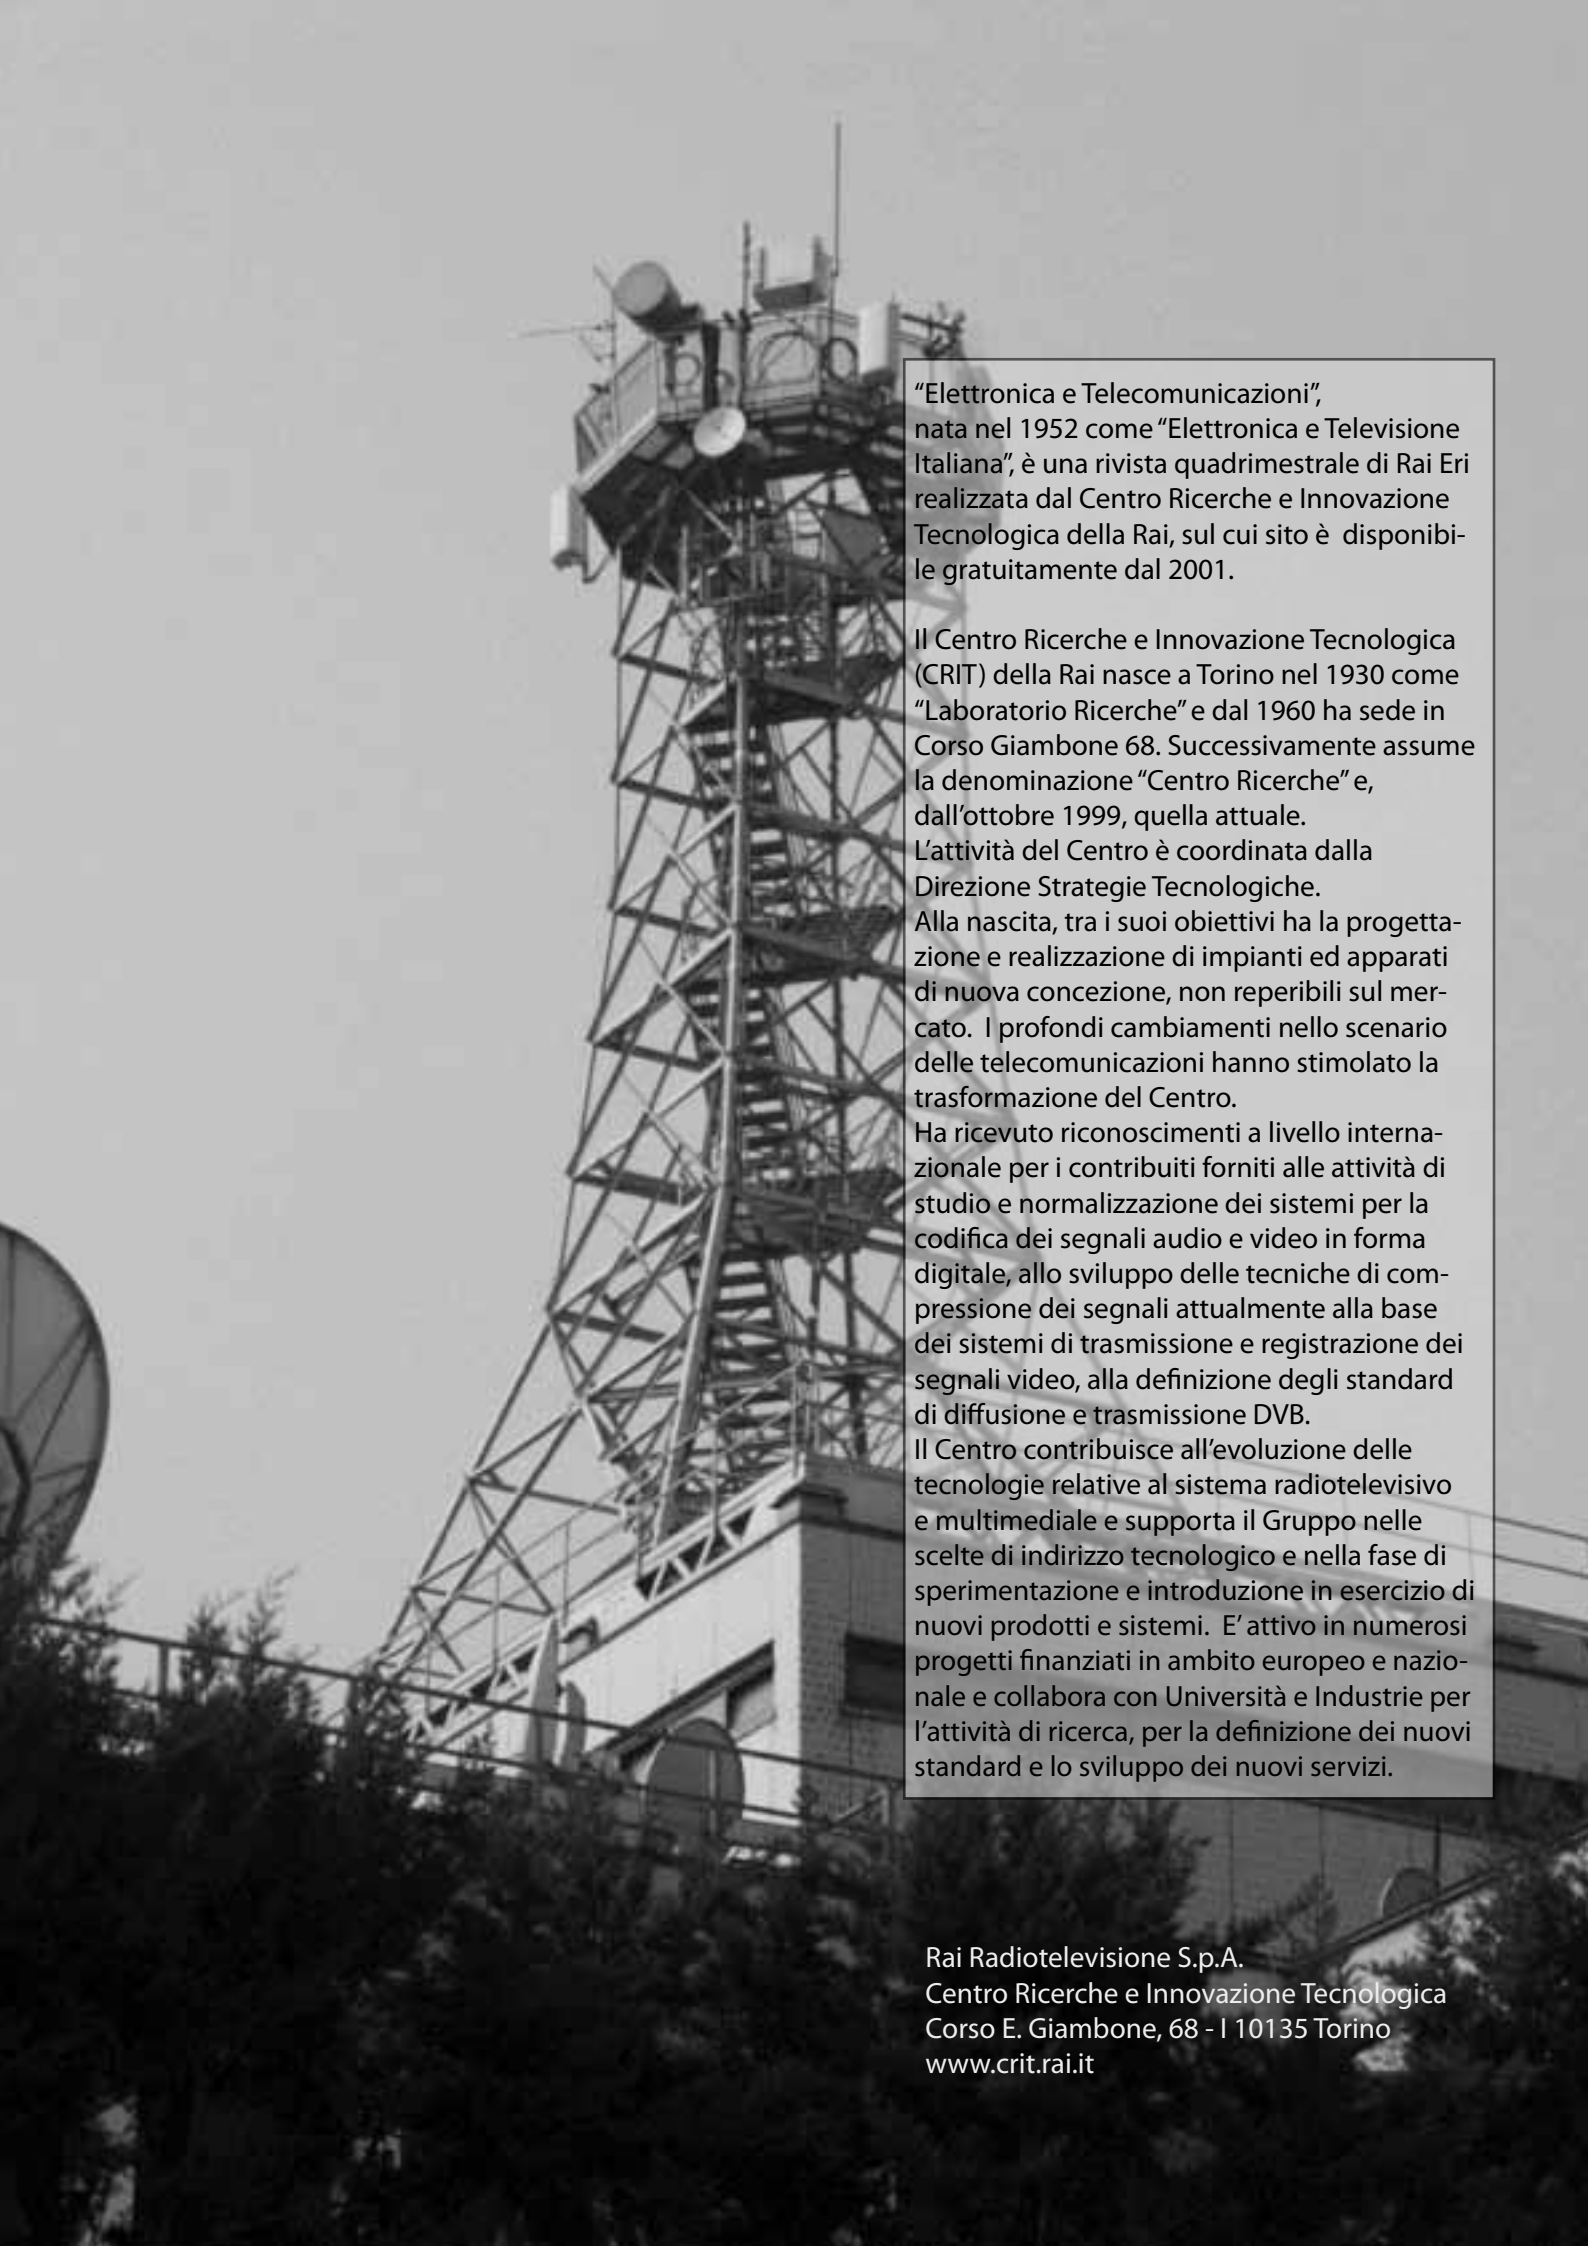 “Elettronica e Telecomunicazioni”,
nata nel 1952 come “Elettronica e Televisione
Italiana”, è una rivista quadrimestrale di Rai Eri
realizzata dal Centro Ricerche e Innovazione
Tecnologica della Rai, sul cui sito è  disponibi-
le gratuitamente dal 2001.

Il Centro Ricerche e Innovazione Tecnologica
(CRIT) della Rai nasce a Torino nel 1930 come
“Laboratorio Ricerche” e dal 1960 ha sede in
Corso Giambone 68. Successivamente assume
la denominazione “Centro Ricerche” e,
dall’ottobre 1999, quella attuale.
L’attività del Centro è coordinata dalla
Direzione Strategie Tecnologiche.
Alla nascita, tra i suoi obiettivi ha la progetta-
zione e realizzazione di impianti ed apparati
di nuova concezione, non reperibili sul mer-
cato.  I profondi cambiamenti nello scenario
delle telecomunicazioni hanno stimolato la
trasformazione del Centro.
Ha ricevuto riconoscimenti a livello interna-
zionale per i contribuiti forniti alle attività di
studio e normalizzazione dei sistemi per la
codifica dei segnali audio e video in forma
digitale, allo sviluppo delle tecniche di com-
pressione dei segnali attualmente alla base
dei sistemi di trasmissione e registrazione dei
segnali video, alla definizione degli standard
di diffusione e trasmissione DVB.
Il Centro contribuisce all’evoluzione delle
tecnologie relative al sistema radiotelevisivo
e multimediale e supporta il Gruppo nelle
scelte di indirizzo tecnologico e nella fase di
sperimentazione e introduzione in esercizio di
nuovi prodotti e sistemi.  E’ attivo in numerosi
progetti finanziati in ambito europeo e nazio-
nale e collabora con Università e Industrie per
l’attività di ricerca, per la definizione dei nuovi
standard e lo sviluppo dei nuovi servizi.

Rai Radiotelevisione S.p.A.
Centro Ricerche e Innovazione Tecnologica
Corso E. Giambone, 68 - I 10135 Torino
www.crit.rai.it